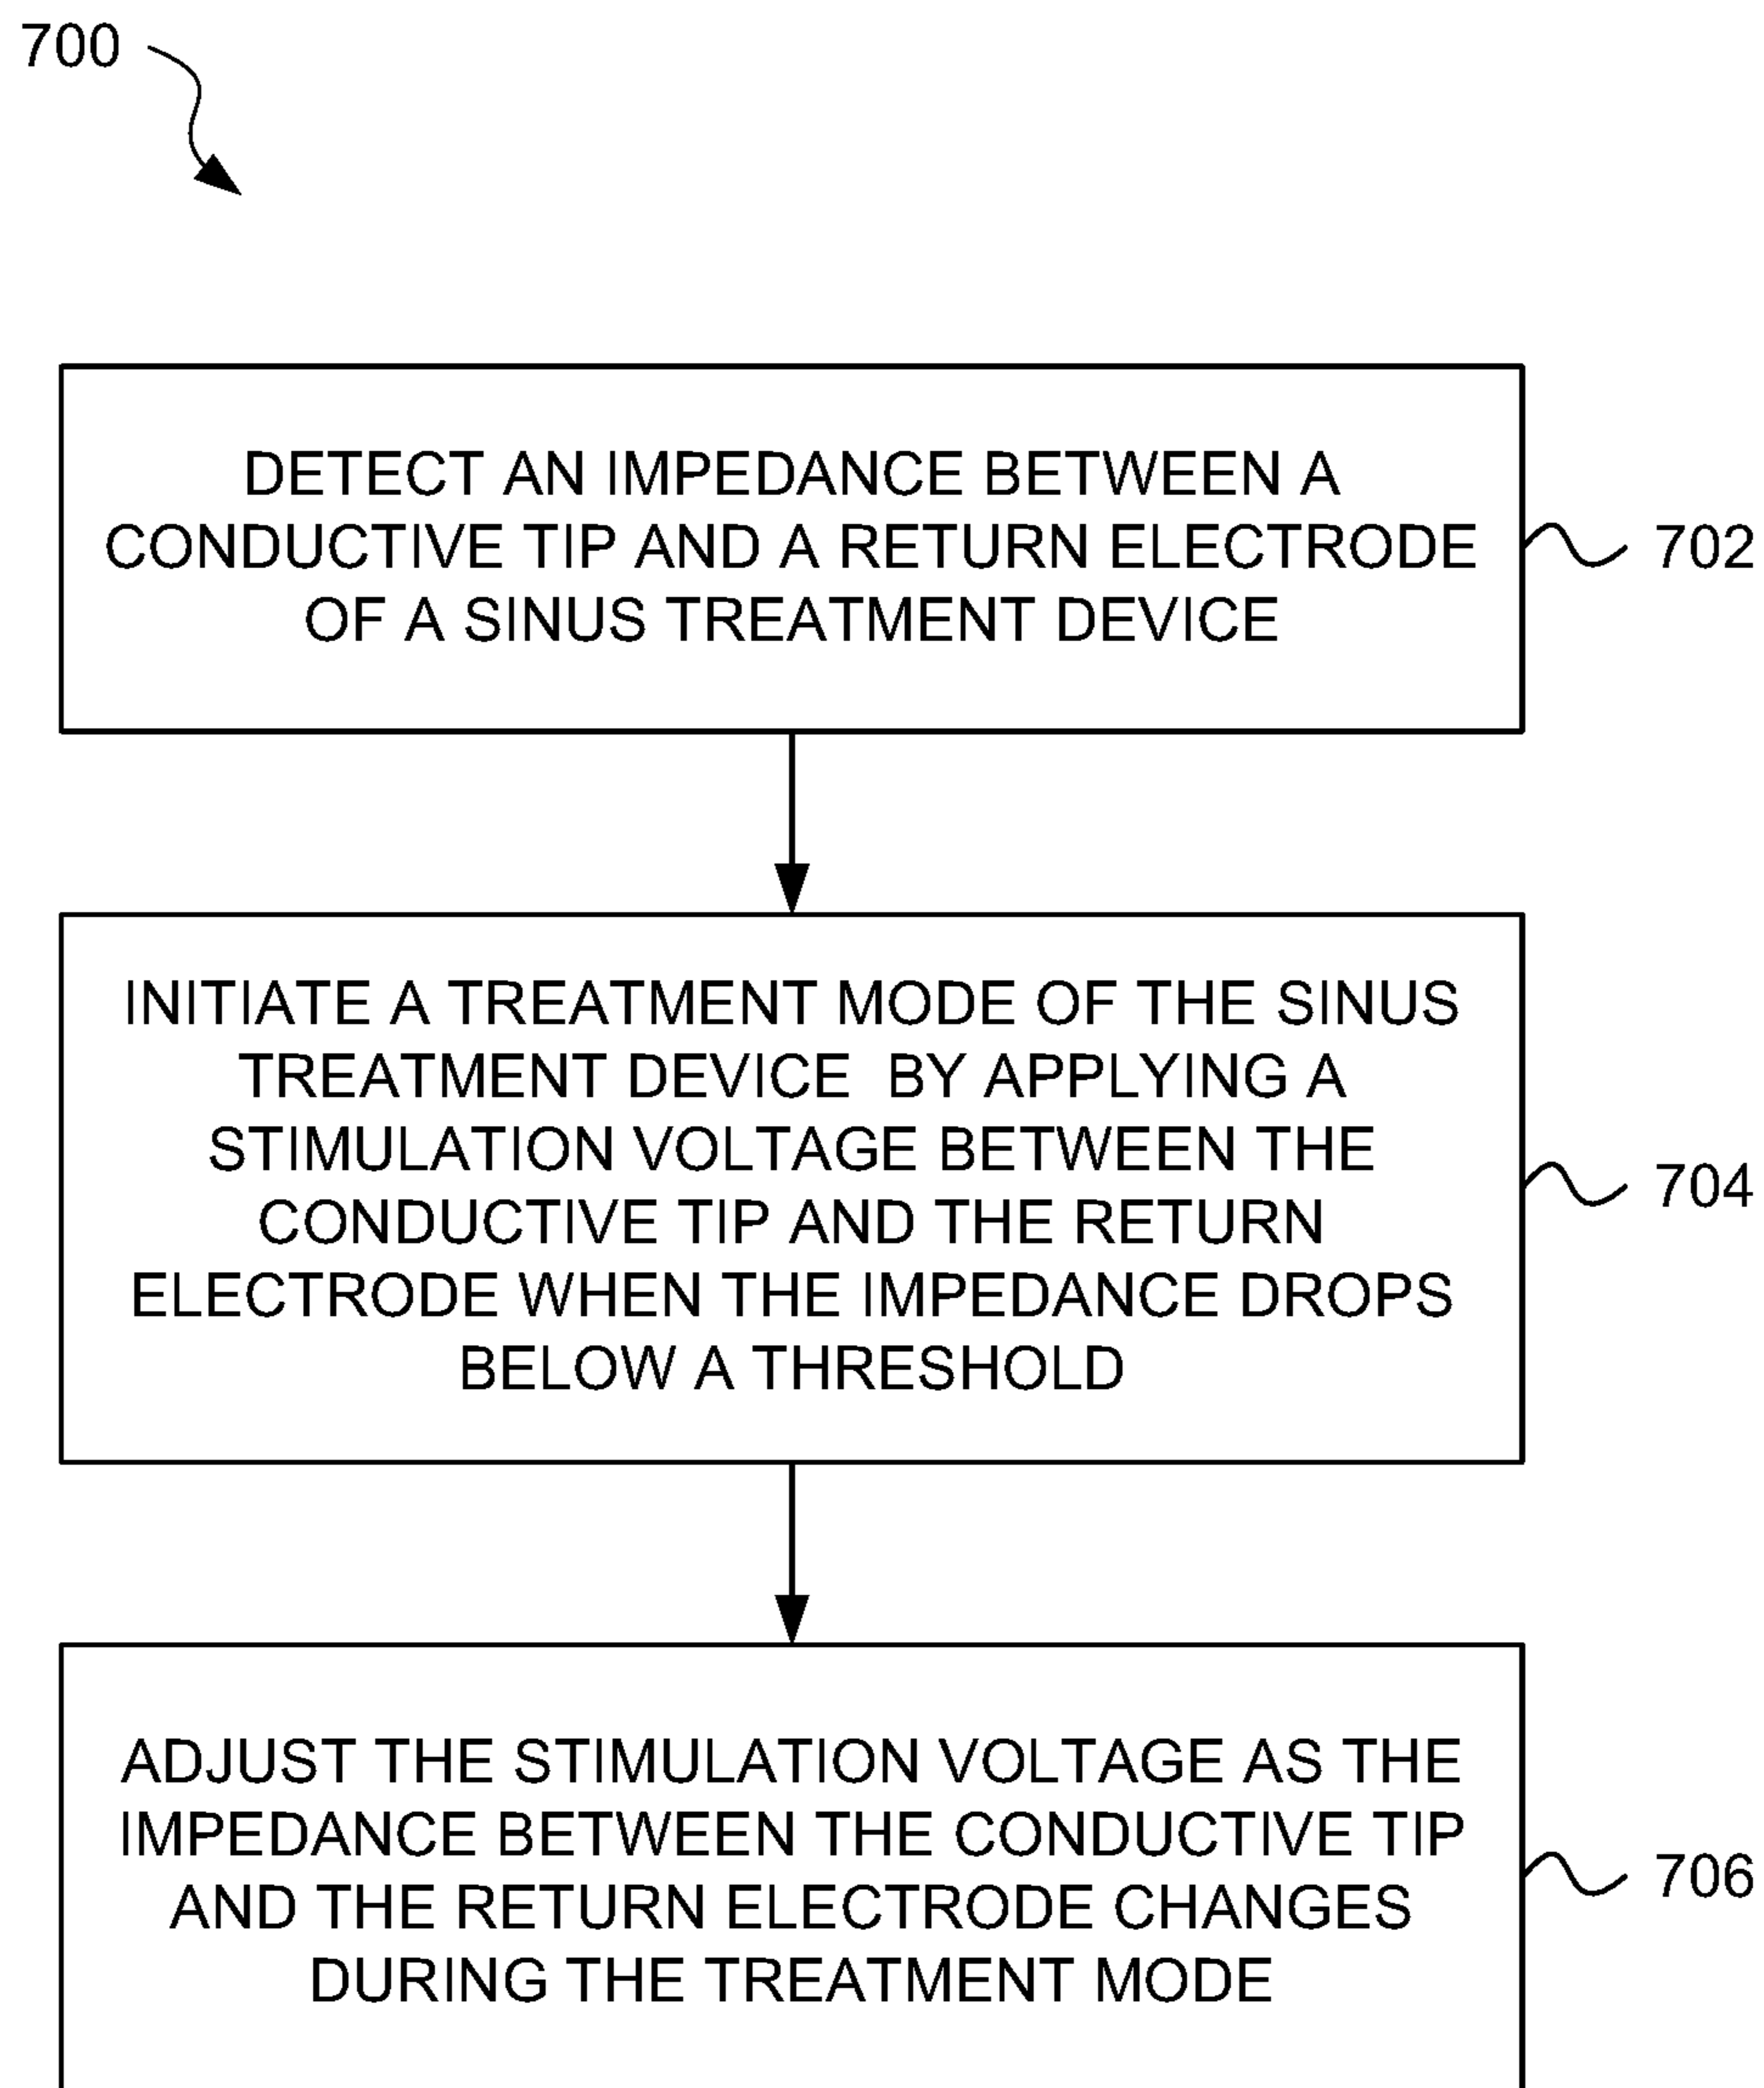 700
DETECT AN IMPEDANCE BETWEEN A
CONDUCTIVE TIP AND A RETURN ELECTRODE
OF A SINUS TREATMENT DEVICE
702
INITIATE A TREATMENT MODE OF THE SINUS
TREATMENT DEVICE BY APPLYING A
STIMULATION VOLTAGE BETWEEN THE
CONDUCTIVE TIP AND THE RETURN
ELECTRODE WHEN THE IMPEDANCE DROPS
BELOW A THRESHOLD
704
ADJUST THE STIMULATION VOLTAGE AS THE
IMPEDANCE BETWEEN THE CONDUCTIVE TIP
AND THE RETURN ELECTRODE CHANGES
DURING THE TREATMENT MODE
706